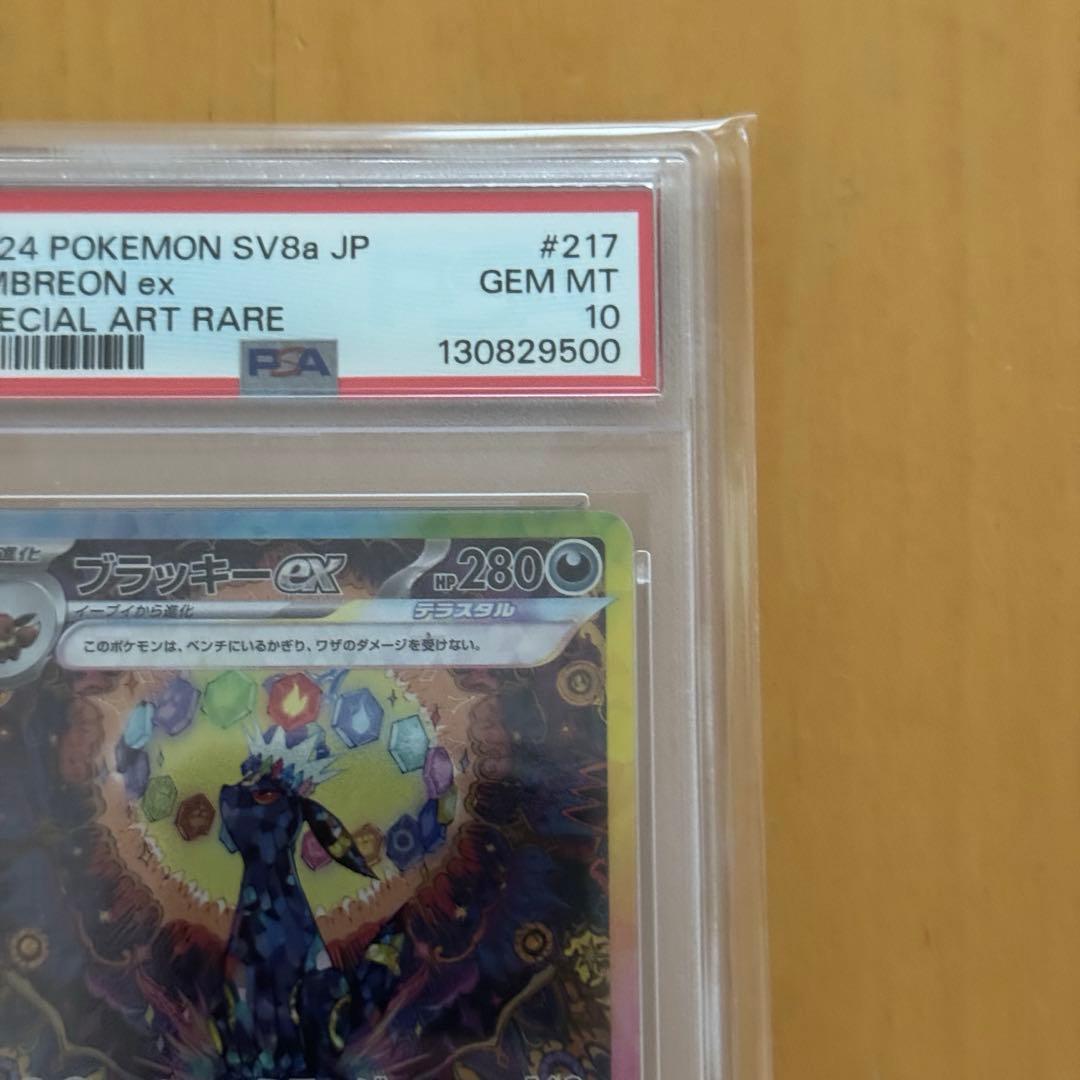 24 POKEMON SV8a JP #217
MBREON ex GEM MT
ECIAL ART RARE 10
PSA 130829500
進化 ブラッキーex HP280
イーブイから進化 テラスタル
このポケモンは、ベンチにいるかぎり、ワザのダメージを受けない。